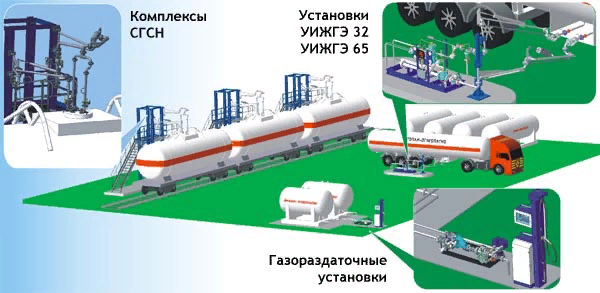 Комплексы
СГСН
Установки
УИЖГЭ 32
УИЖГЭ 65
Газораздаточные
установки